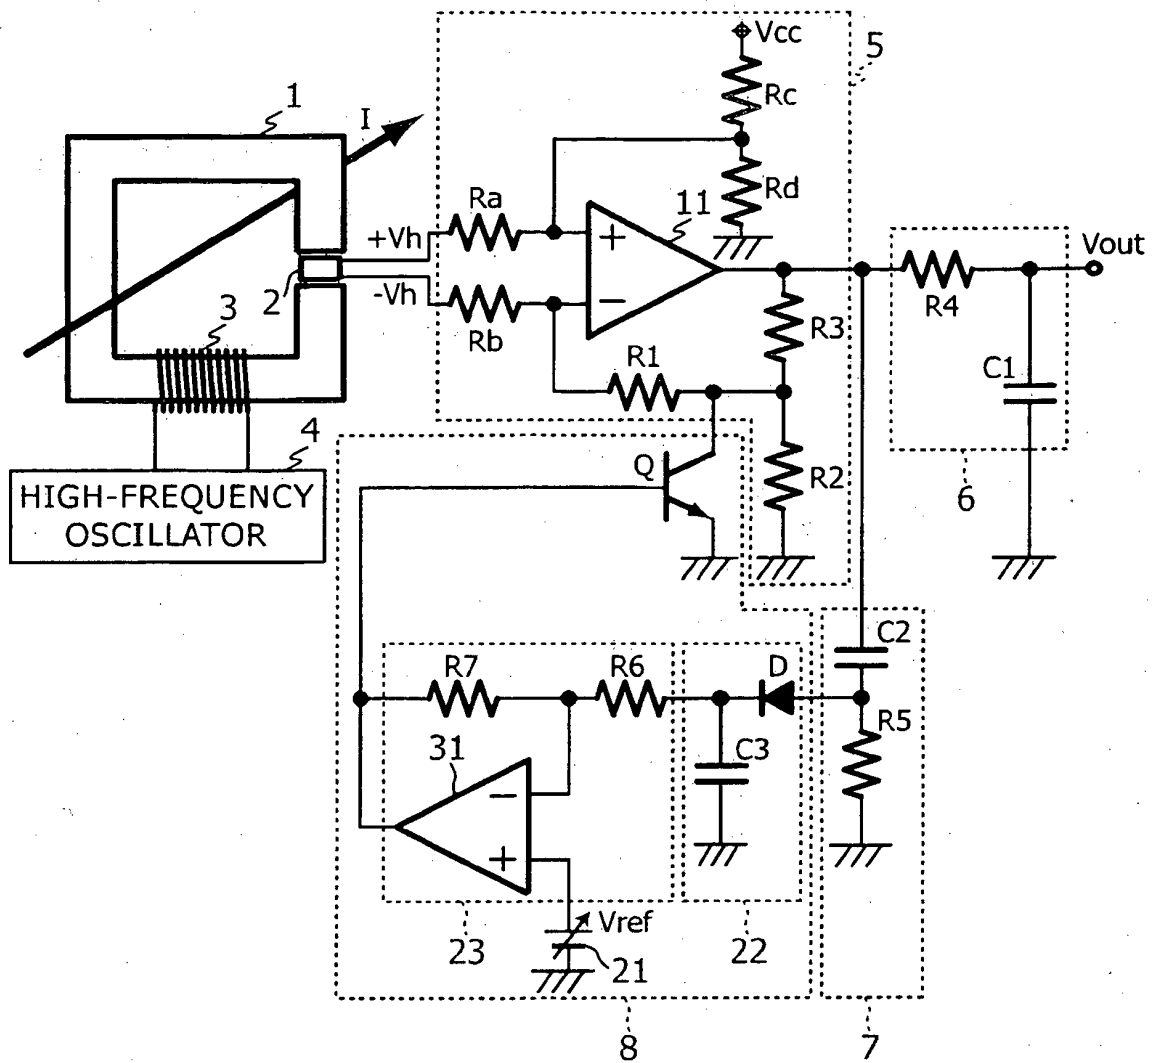 Vcc
5
Rc
1
I
Rd
Ra
11
+Vh
+
Vout
2
-Vh
−
R4
3
Rb
R3
R1
C1
4
Q
R2
6
HIGH-FREQUENCY
OSCILLATOR
C2
R7
R6
D
R5
31
C3
−
+
Vref
23
21
22
8
7